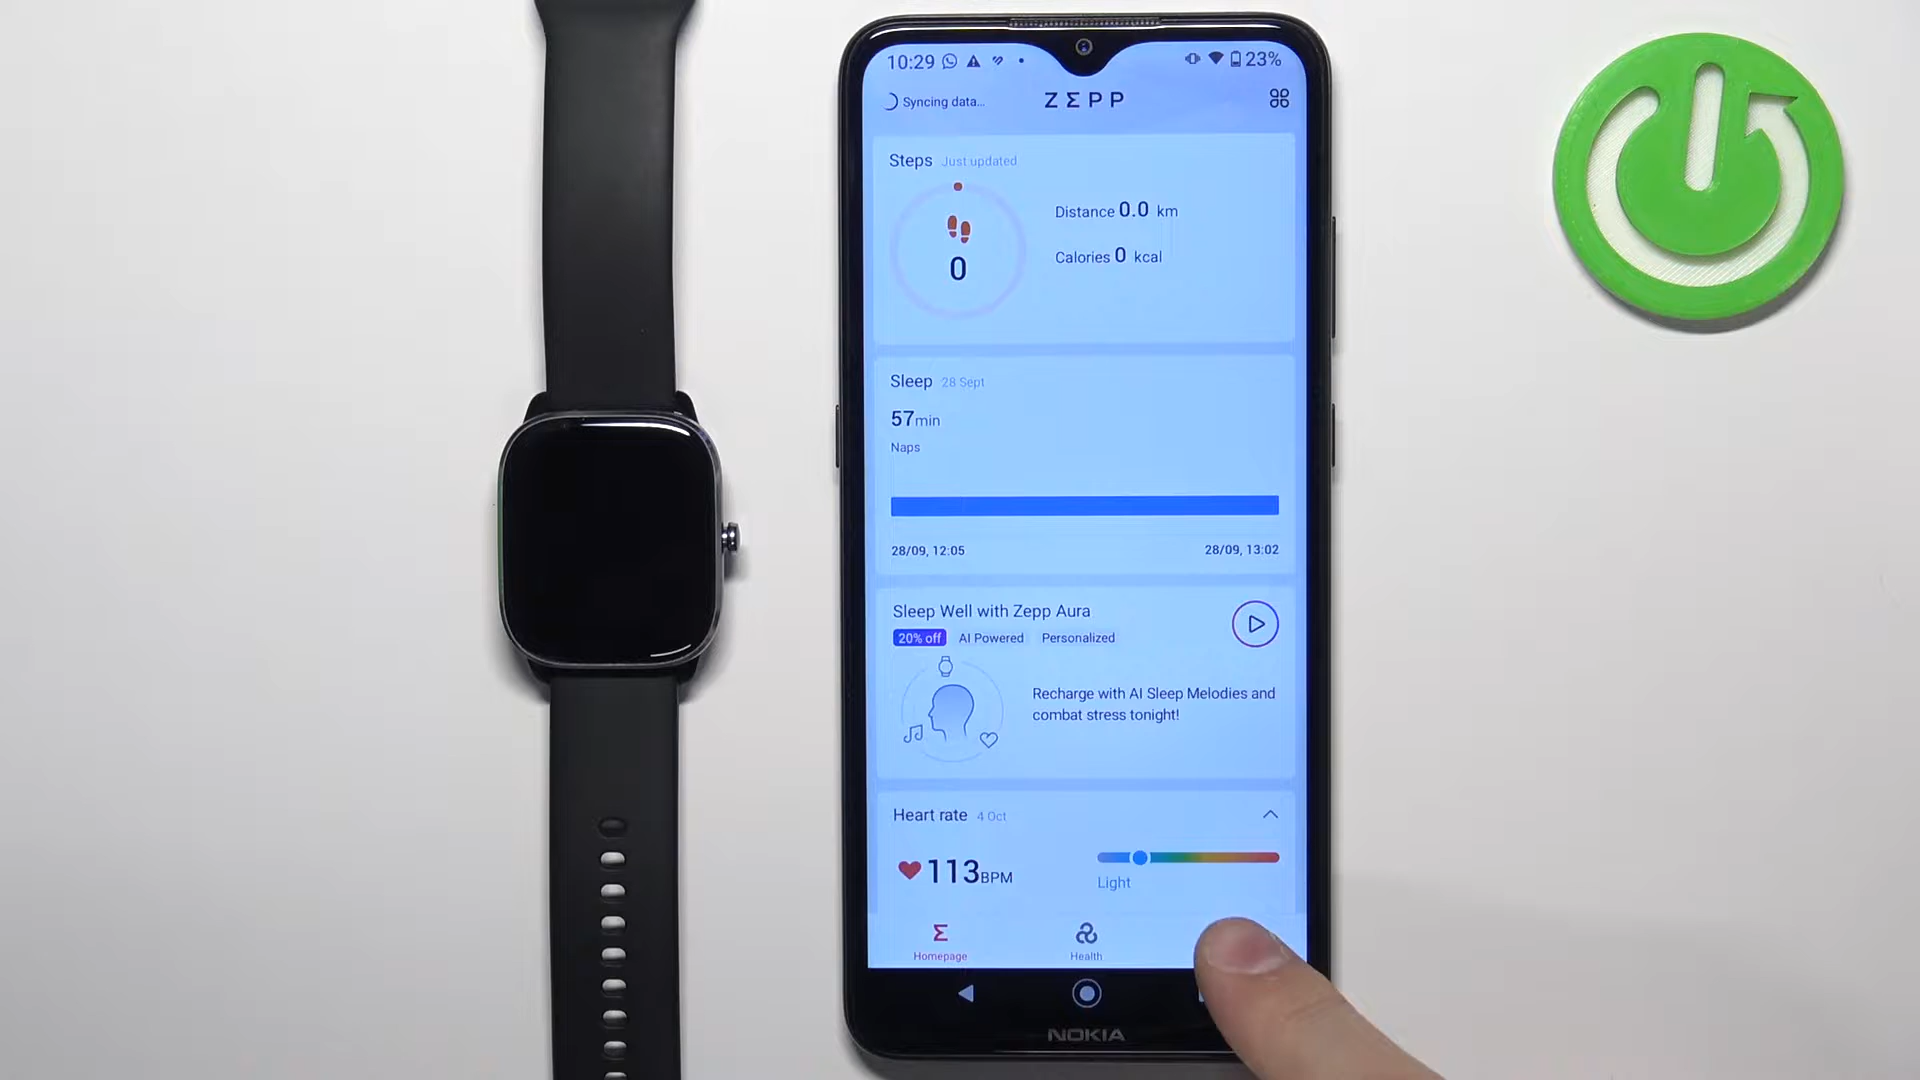 10:29 23%
Syncing data... ZΣPP
Steps Just updated
0
Distance 0.0 km
Calories 0 kcal
Sleep 28 Sept
57min
Naps
28/09, 12:05 28/09, 13:02
Sleep Well with Zepp Aura
20% off AI Powered Personalized
Recharge with AI Sleep Melodies and
combat stress tonight!
Heart rate 4 Oct
113BPM
Light
Homepage Health
NOKIA